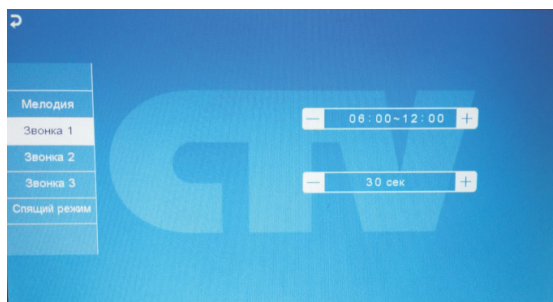 Мелодия
Звонка 1
Звонка 2
Звонка 3
Спящий режим
CTV
— 06:00~12:00 +
— 30 сек +